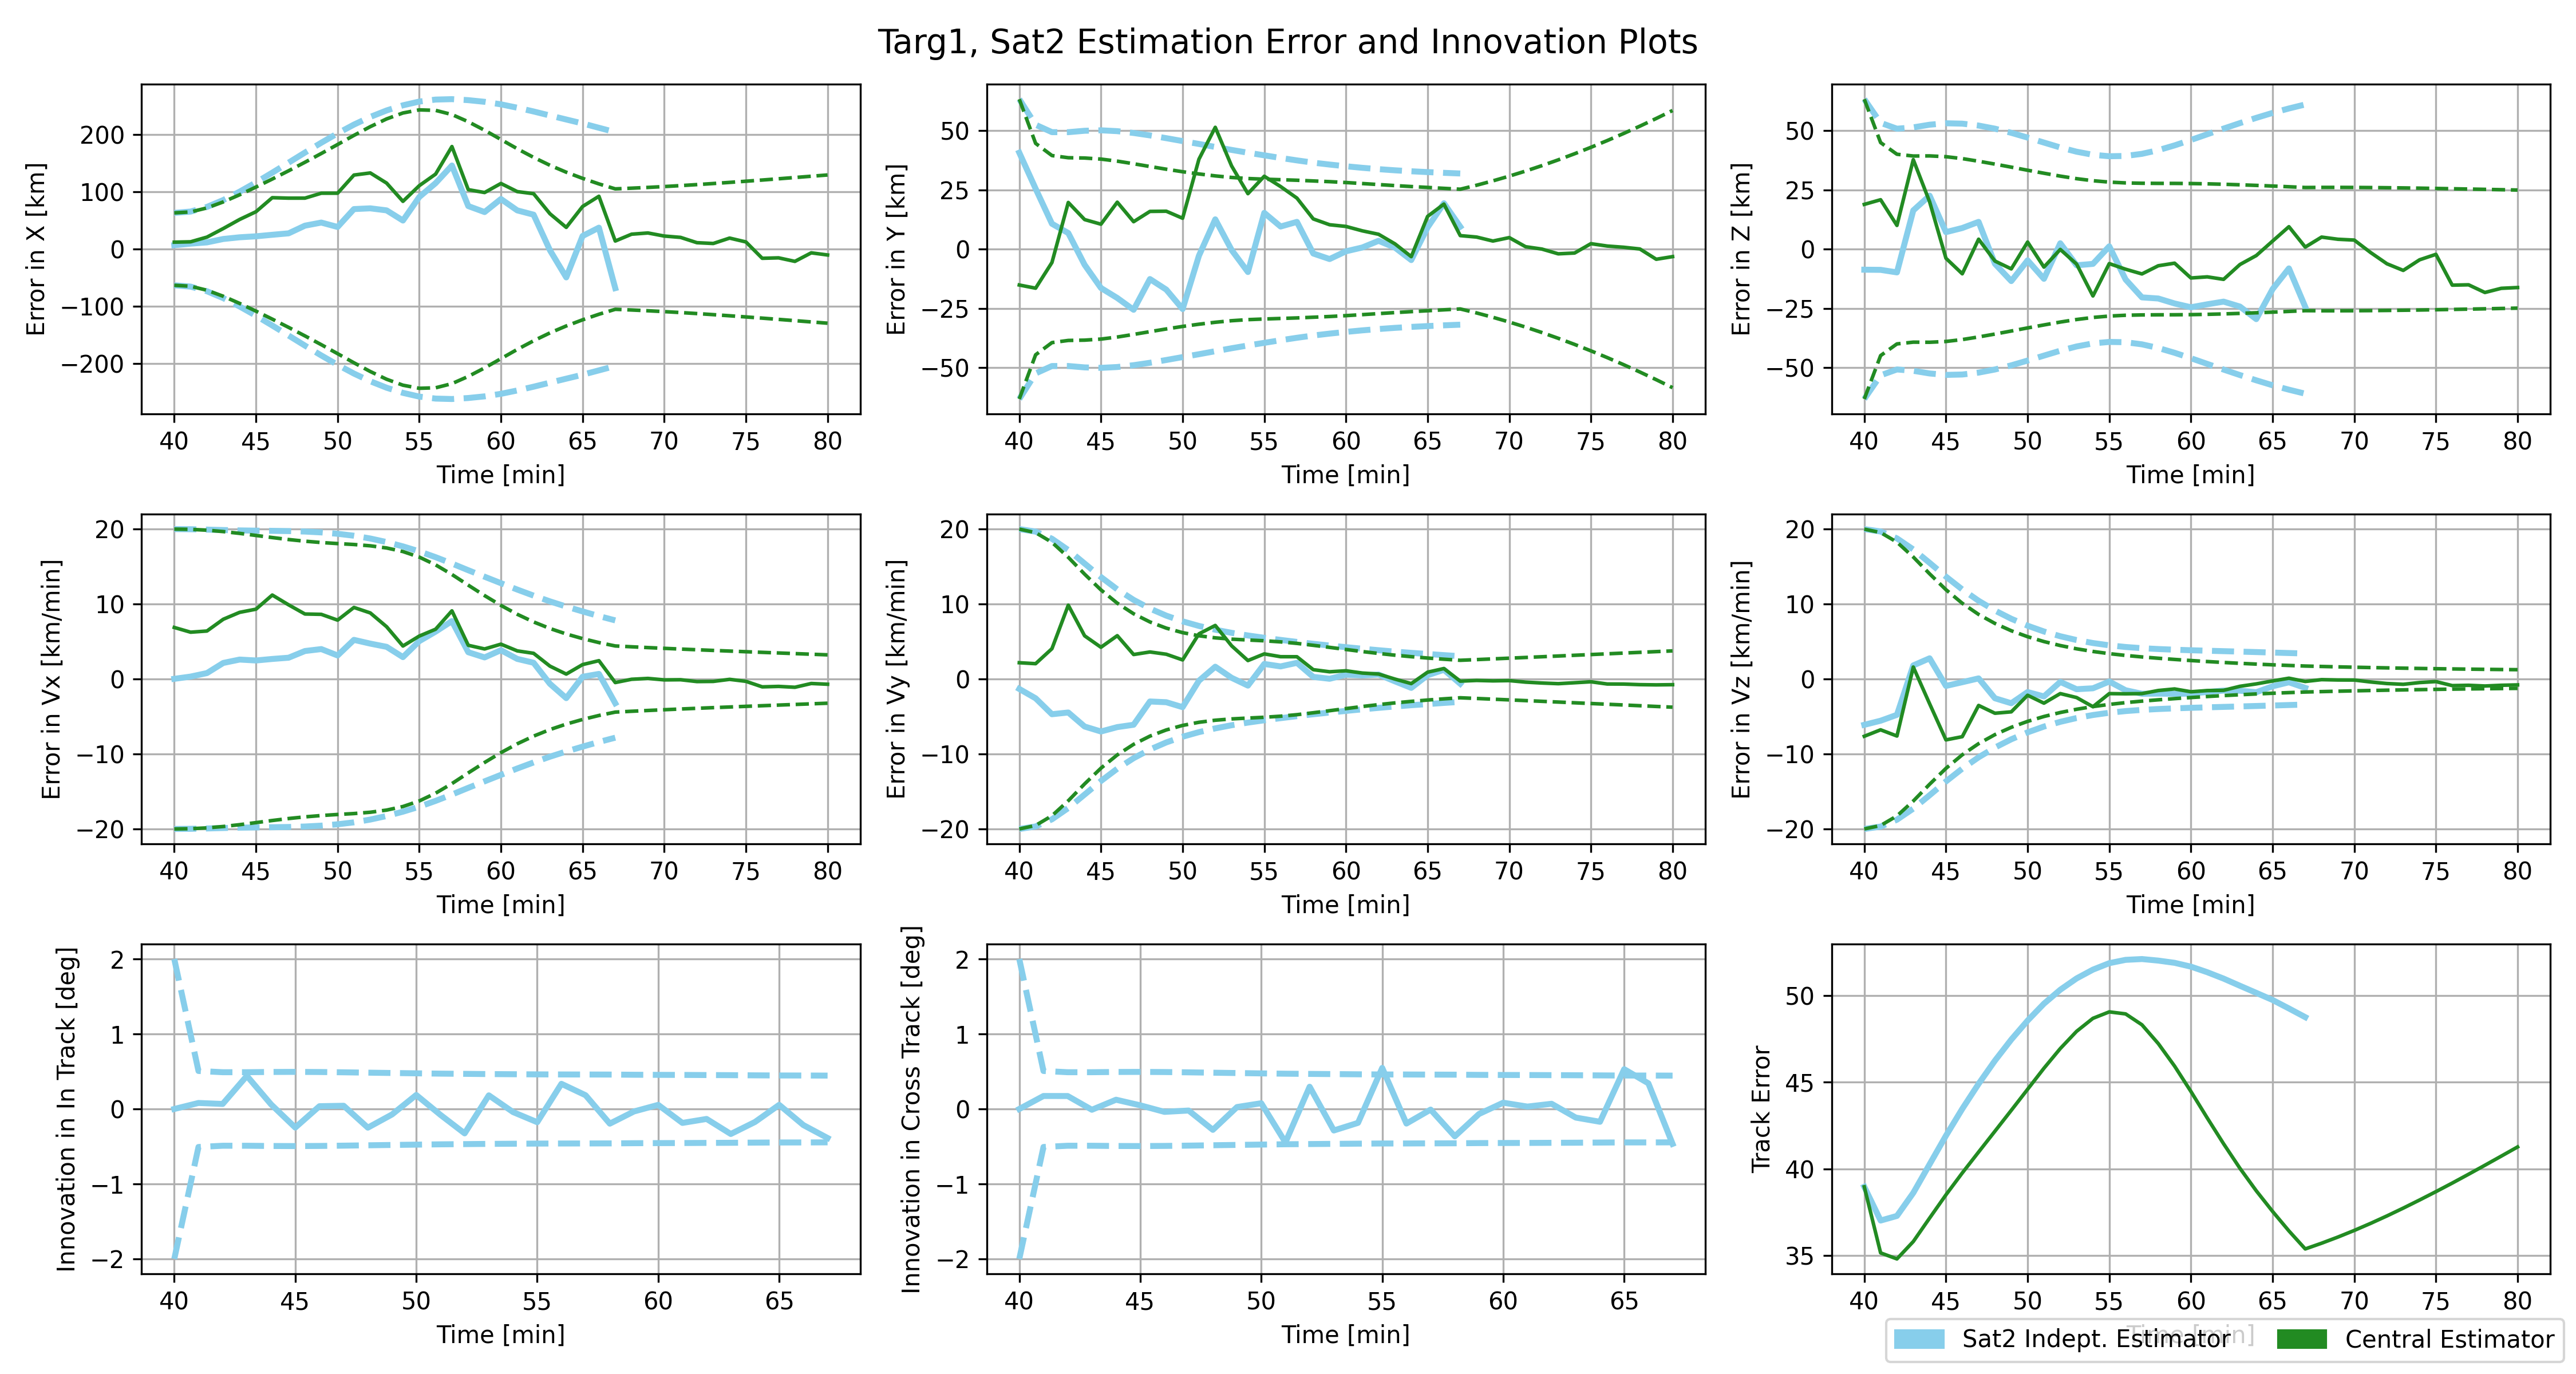 Targ1, Sat2 Estimation Error and Innovation Plots
Error in X [km]
200
100
0
−100
−200
40 45 50 55 60 65 70 75 80
Time [min]
Error in Y [km]
50
25
0
−25
−50
40 45 50 55 60 65 70 75 80
Time [min]
Error in Z [km]
50
25
0
−25
−50
40 45 50 55 60 65 70 75 80
Time [min]
Error in Vx [km/min]
20
10
0
−10
−20
40 45 50 55 60 65 70 75 80
Time [min]
Error in Vy [km/min]
20
10
0
−10
−20
40 45 50 55 60 65 70 75 80
Time [min]
Error in Vz [km/min]
20
10
0
−10
−20
40 45 50 55 60 65 70 75 80
Time [min]
Innovation in In Track [deg]
2
1
0
−1
−2
40 45 50 55 60 65
Time [min]
Innovation in Cross Track [deg]
2
1
0
−1
−2
40 45 50 55 60 65
Time [min]
Track Error
50
45
40
35
40 45 50 55 60 65 70 75 80
Time [min]
Sat2 Indept. Estimator Central Estimator